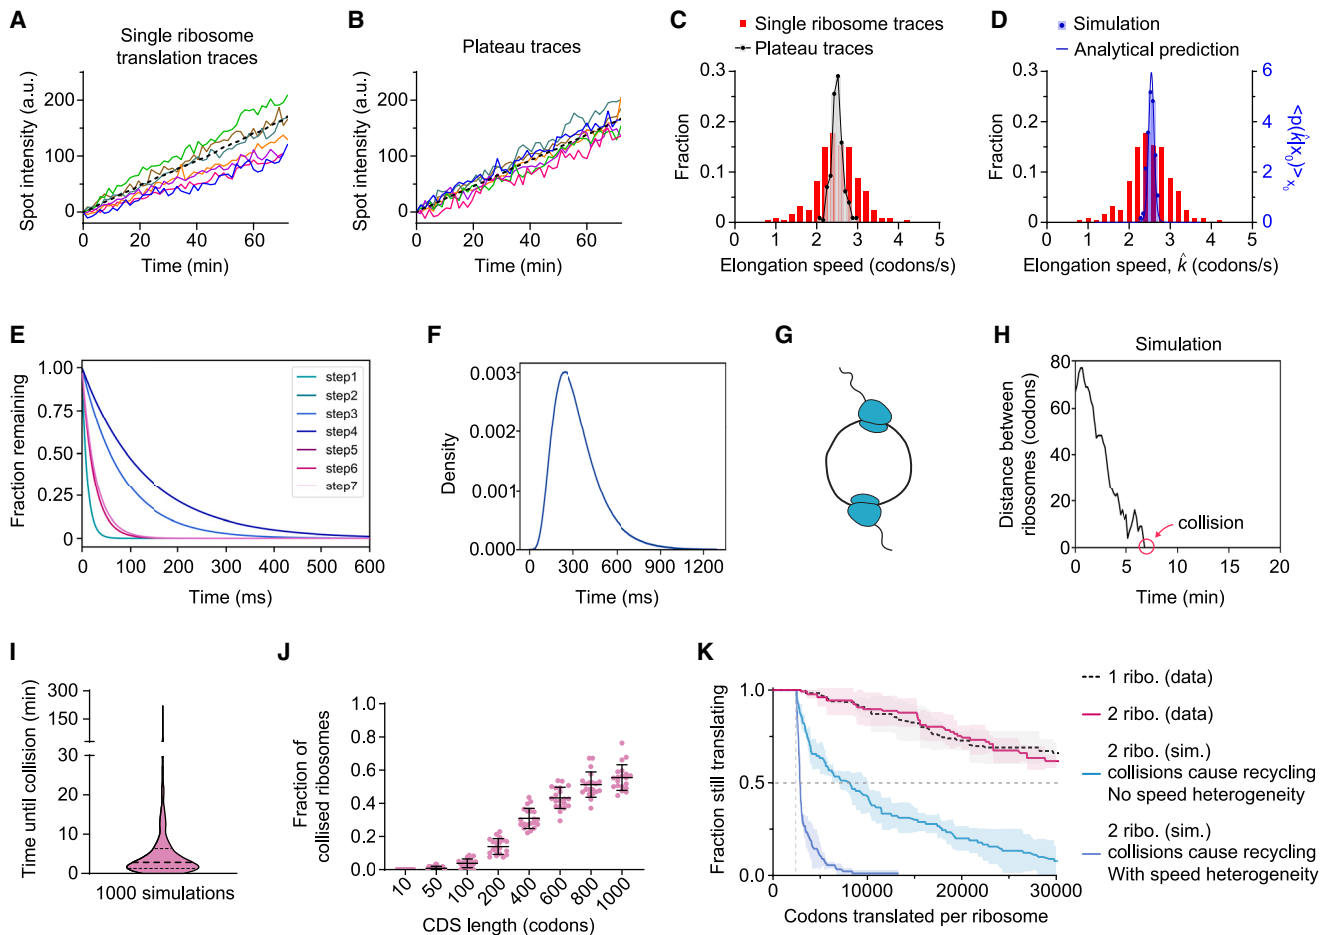 A
Single ribosome
translation traces
Spot intensity (a.u.)
200
100
0
0
20
40
60
Time (min)
B
Plateau traces
Spot intensity (a.u.)
200
100
0
0
20
40
60
Time (min)
C
Single ribosome traces
Plateau traces
Fraction
0.3
0.2
0.1
0
0
1
2
3
4
5
Elongation speed (codons/s)
D
Simulation
Analytical prediction
Fraction
0.3
0.2
0.1
0
6
4
2
0
<p(k̂|x₀)>ₓ₀
0
1
2
3
4
5
Elongation speed, k̂ (codons/s)
E
Fraction remaining
1.00
0.75
0.50
0.25
0
step1
step2
step3
step4
step5
step6
step7
0
100
200
300
400
500
600
Time (ms)
F
Density
0.003
0.002
0.001
0.000
0
300
600
900
1200
Time (ms)
G
H
Simulation
Distance between
ribosomes (codons)
80
60
40
20
0
collision
0
5
10
15
20
Time (min)
I
Time until collision (min)
300
150
30
20
10
0
1000 simulations
J
Fraction of
collised ribosomes
1.0
0.8
0.6
0.4
0.2
0.0
10
50
100
200
400
600
800
1000
CDS length (codons)
K
Fraction still translating
1.0
0.5
0.0
0
10000
20000
30000
Codons translated per ribosome
1 ribo. (data)
2 ribo. (data)
2 ribo. (sim.)
collisions cause recycling
No speed heterogeneity
2 ribo. (sim.)
collisions cause recycling
With speed heterogeneity